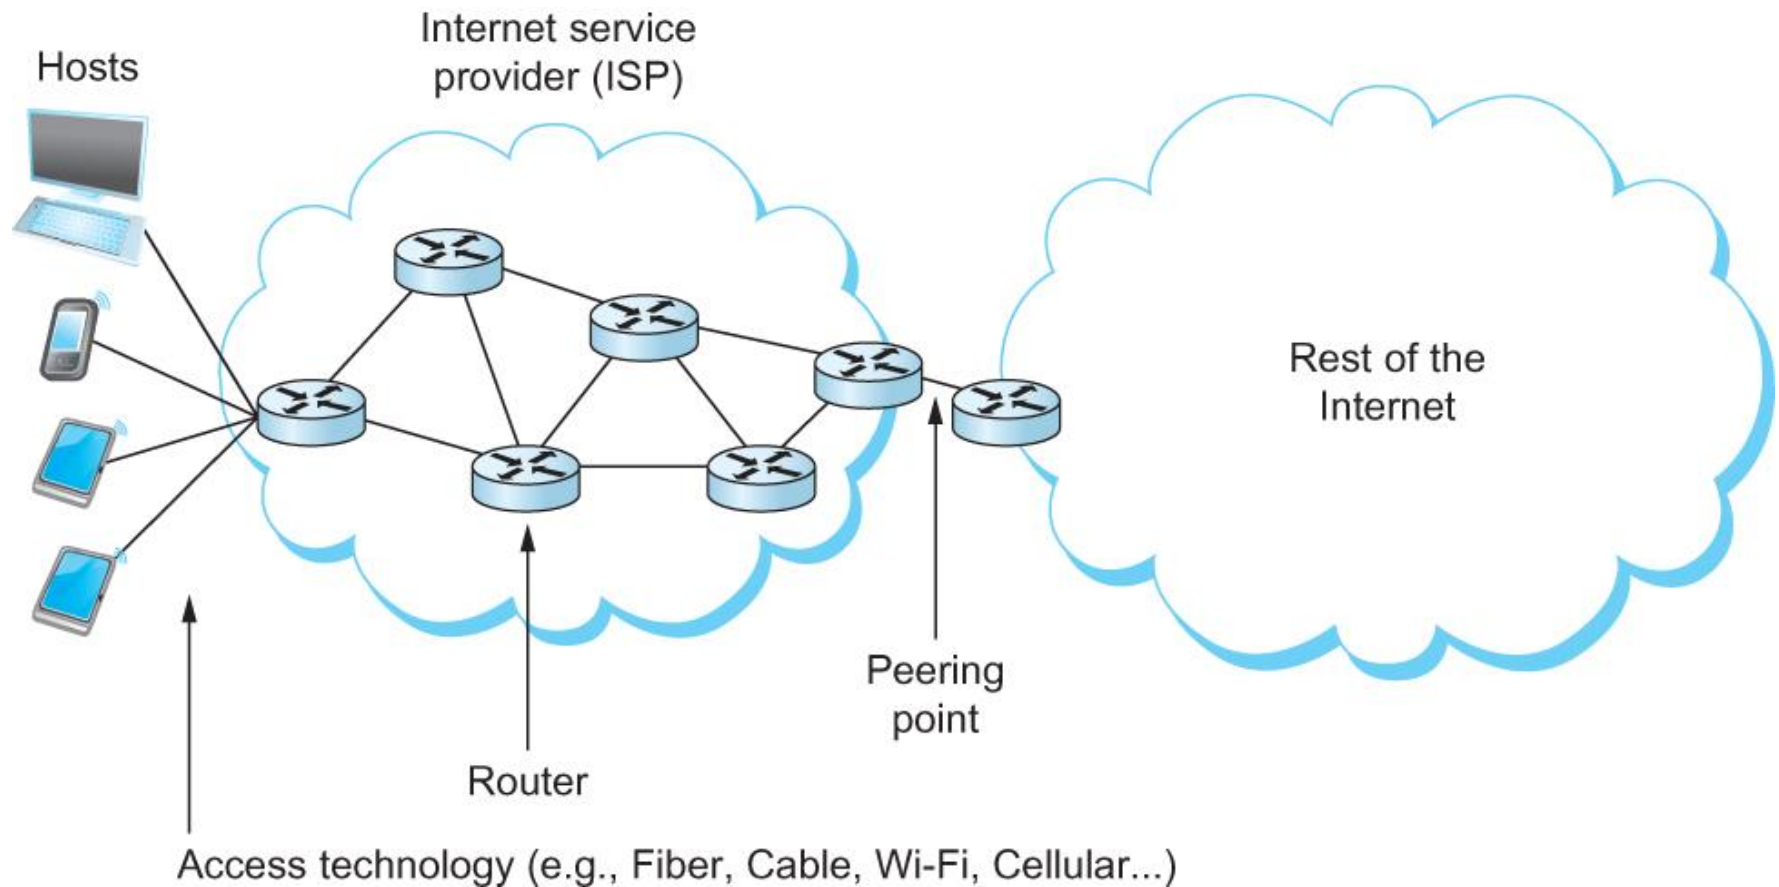 Hosts
Internet service
provider (ISP)
Rest of the
Internet
Peering
point
Router
Access technology (e.g., Fiber, Cable, Wi-Fi, Cellular...)